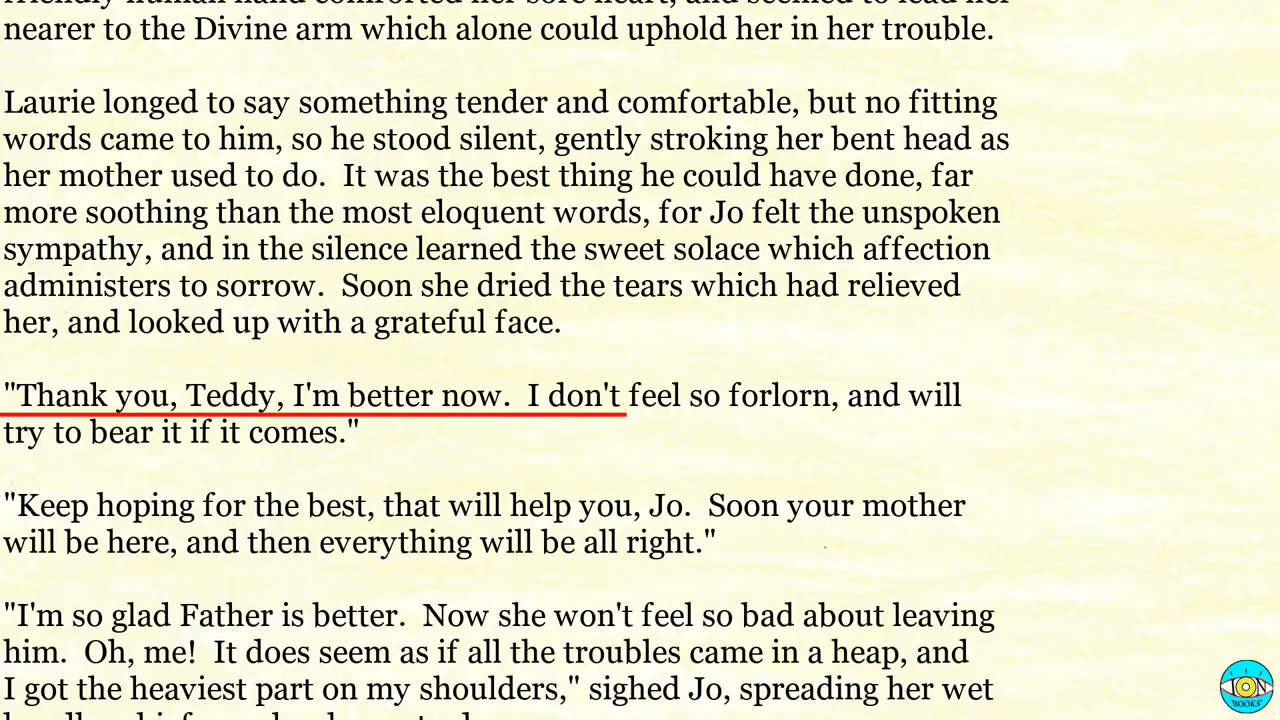 nearer to the Divine arm which alone could uphold her in her trouble.
Laurie longed to say something tender and comfortable, but no fitting
words came to him, so he stood silent, gently stroking her bent head as
her mother used to do.  It was the best thing he could have done, far
more soothing than the most eloquent words, for Jo felt the unspoken
sympathy, and in the silence learned the sweet solace which affection
administers to sorrow.  Soon she dried the tears which had relieved
her, and looked up with a grateful face.
"Thank you, Teddy, I'm better now.  I don't feel so forlorn, and will
try to bear it if it comes."
"Keep hoping for the best, that will help you, Jo.  Soon your mother
will be here, and then everything will be all right."
"I'm so glad Father is better.  Now she won't feel so bad about leaving
him.  Oh, me!  It does seem as if all the troubles came in a heap, and
I got the heaviest part on my shoulders," sighed Jo, spreading her wet
ION
BOOKS